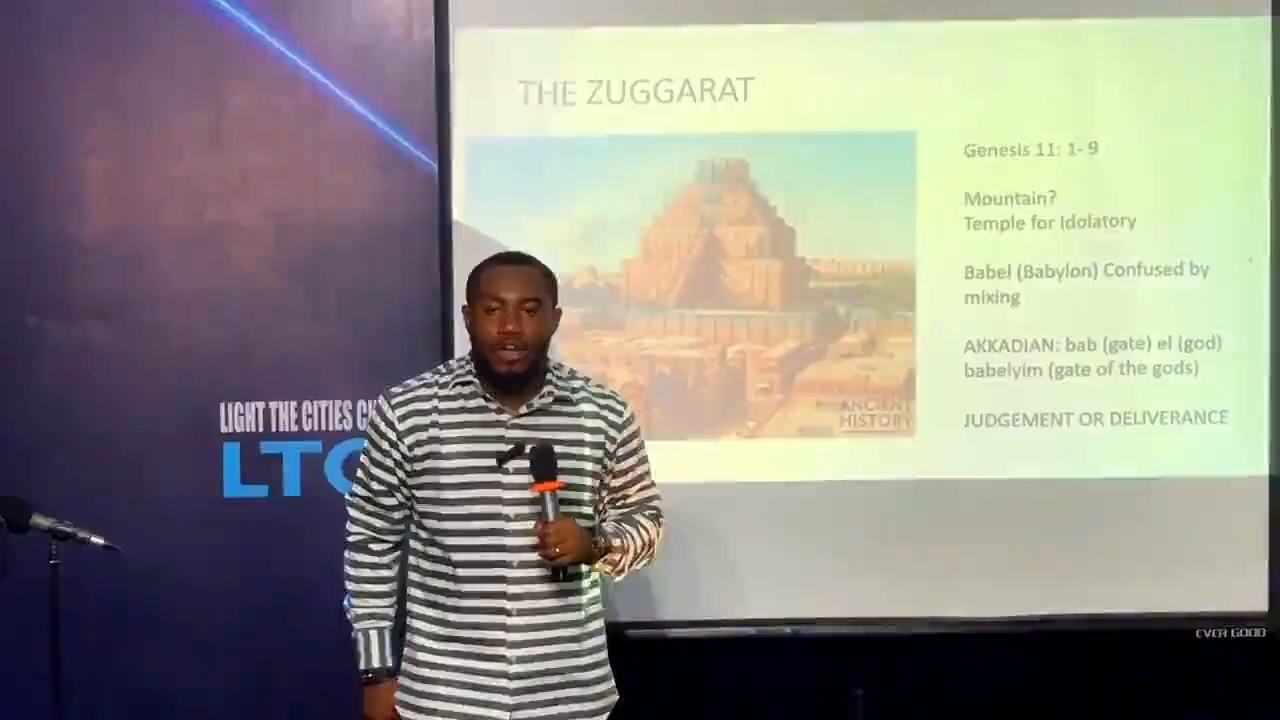 THE ZUGGARAT
Genesis 11: 1- 9
Mountain?
Temple for Idolatory
Babel (Babylon) Confused by
mixing
AKKADIAN: bab (gate) el (god)
babelyim (gate of the gods)
JUDGEMENT OR DELIVERANCE
ANCIENT
HISTORY
LIGHT THE CITIES
LTC
EVER GOOD